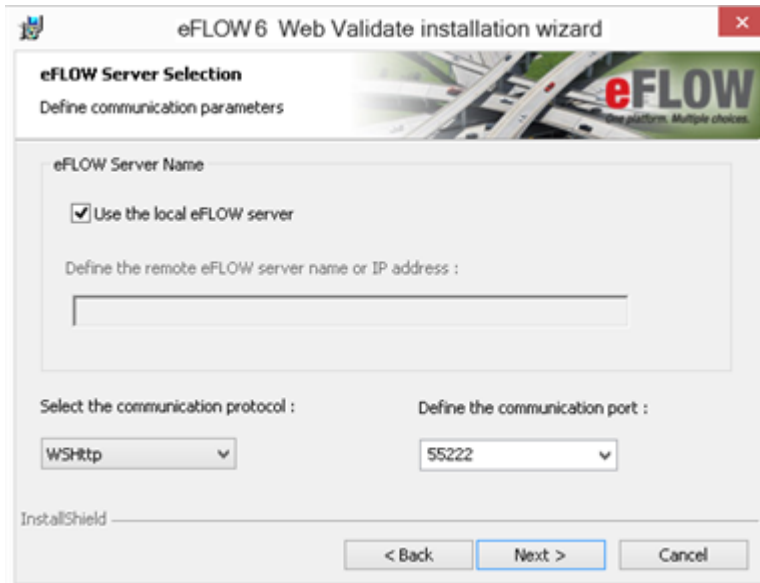 eFLOW 6 Web Validate installation wizard
eFLOW Server Selection
Define communication parameters
eFLOW
One platform. Multiple choices.
eFLOW Server Name
Use the local eFLOW server
Define the remote eFLOW server name or IP address :
Select the communication protocol :
Define the communication port :
WSHttp
55222
InstallShield
< Back
Next >
Cancel